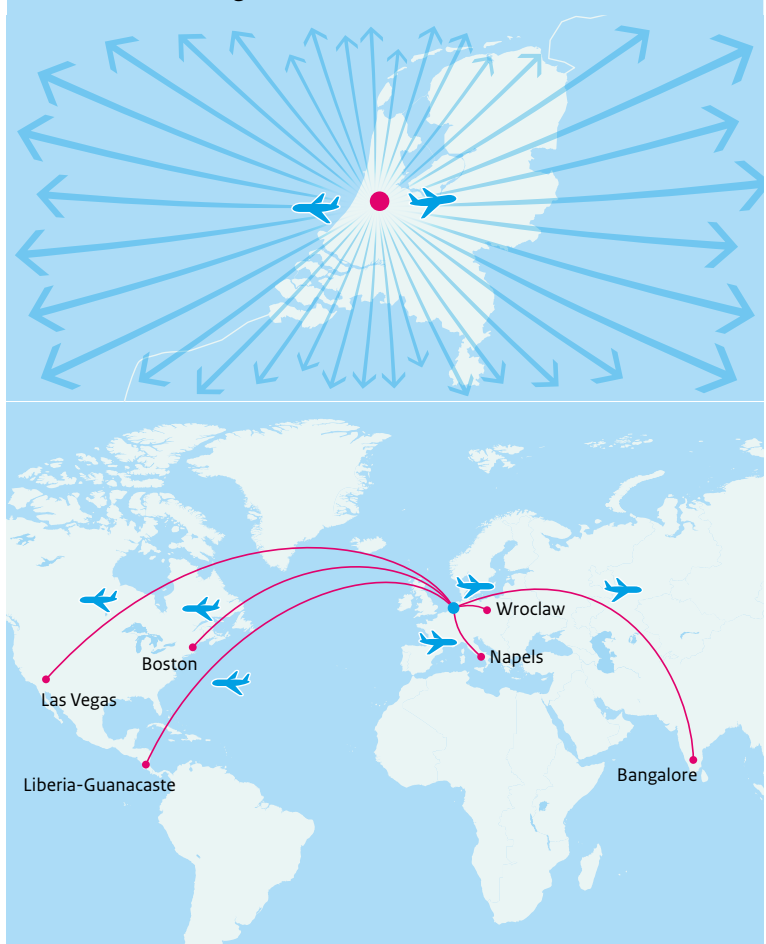 Wroclaw
Boston
Napels
Las Vegas
Bangalore
Liberia-Guanacaste